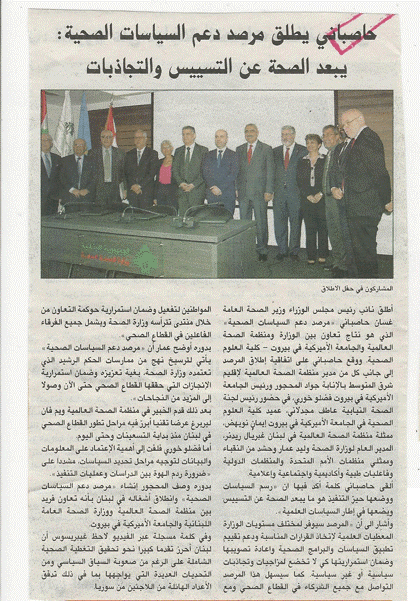 حاصباني يطلق مرصد دعم السياسات الصحية:
يبعد الصحة عن التسييس والتجاذبات
المشاركون في حفل الاطلاق
أطلق نائب رئيس مجلس الوزراء وزير الصحة العامة
غسان حاصباني «مرصد دعم السياسات الصحية»
الذي هو نتاج تعاون بين الوزارة ومنظمة الصحة
العالمية والجامعة الأميركية في بيروت – كلية العلوم
الصحية. ووقع حاصباني على اتفاقية إطلاق المرصد
إلى جانب كل من مدير منظمة الصحة العالمية لإقليم
شرق المتوسط بالإنابة جواد المحجور ورئيس الجامعة
الأميركية في بيروت فضلو خوري، في حضور رئيس لجنة
الصحة النيابية عاطف مجدلاني، عميد كلية العلوم
الصحية في الجامعة الأميركية في بيروت إيمان نويهض،
ممثلة منظمة الصحة العالمية في لبنان غبريال ريدنر،
المدير العام لوزارة الصحة وليد عمار وحشد من النقباء
وممثلي منظمات الأمم المتحدة والمنظمات الدولية
وفاعليات طبية وأكاديمية واجتماعية وإعلامية.
ألقى حاصباني كلمة أكد فيها أن «رسم السياسات
ووضعها حيز التنفيذ هو ما يبعد الصحة عن التسييس
ويضعها في إطار السياسات العلمية».
وأشار الى أن «المرصد سيوفر لمختلف مستويات الوزارة
المعطيات العلمية لاتخاذ القرارات المناسبة ودعم تقييم
تطبيق السياسات والبرامج الصحية وإعادة تصويبها
وضمان استمراريتها كي لا تخضع لمزاجيات وتجاذبات
سياسية أو غير سياسية. كما سيسهل هذا المرصد
التواصل مع جميع الشركاء في القطاع الصحي ومع
المواطنين لتفعيل وضمان استمرارية حوكمة التعاون من
خلال منتدى تترأسه وزارة الصحة ويشمل جميع الفرقاء
الفاعلين في القطاع الصحي».
بدوره أوضح عمار أن «مرصد دعم السياسات الصحية
يأتي لترسيخ نهج من ممارسات الحكم الرشيد الذي
تعتمده وزارة الصحة، بغية تعزيزه وضمان استمرارية
الإنجازات التي حققها القطاع الصحي حتى الآن وصولا
إلى المزيد من النجاحات».
بعد ذلك قدم الخبير في منظمة الصحة العالمية ويم فان
ليربرغ عرضا تقنيا أبرز فيه مراحل تطور القطاع الصحي
في لبنان منذ بداية التسعينات وحتى اليوم.
أما فضلو خوري فلفت إلى أهمية الاعتماد على المعلومات
والبيانات لتوجيه مراحل تحديد السياسات، مشددا على
«ضرورة ردم الهوة بين الدراسات وعمليات التنفيذ».
بدوره وصف المحجور إنشاء «مرصد دعم السياسات
الصحية» وانطلاق أشغاله في لبنان بأنه تعاون فريد
بين منظمة الصحة العالمية ووزارة الصحة العامة
اللبنانية والجامعة الأميركية في بيروت.
وفي كلمة مسجلة عبر الفيديو لاحظ غيبريسوس أن
لبنان أحرز تقدما كبيرا نحو تحقيق التغطية الصحية
الشاملة على الرغم من صعوبة السياق السياسي ومن
التحديات العديدة التي يواجهها بما في ذلك تدفق
الأعداد الهائلة من اللاجئين من سوريا.